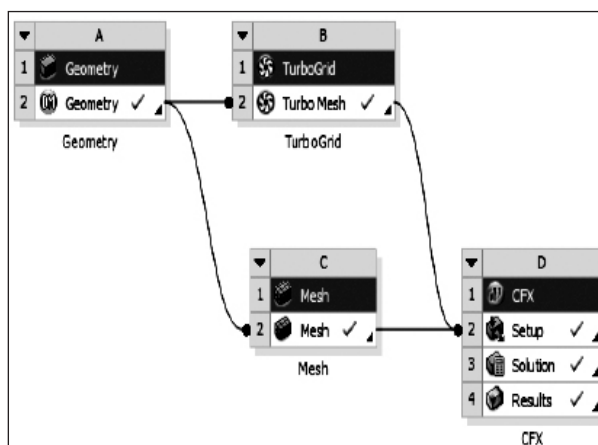 A
1 Geometry
2 DM Geometry
Geometry
B
1 TurboGrid
2 Turbo Mesh
TurboGrid
C
1 Mesh
2 Mesh
Mesh
D
1 CFX
2 Setup
3 Solution
4 Results
CFX